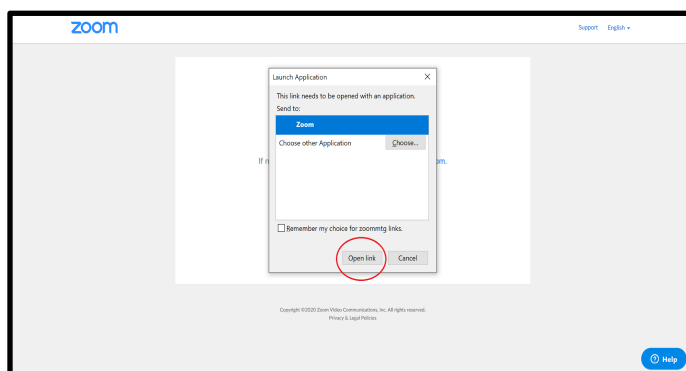 zoom
Support English
Launch Application
This link needs to be opened with an application.
Send to:
Zoom
Choose other Application Choose...
If n
om.
Remember my choice for zoommtg links.
Open link Cancel
Copyright ©2020 Zoom Video Communications, Inc. All rights reserved.
Privacy & Legal Policies
Help